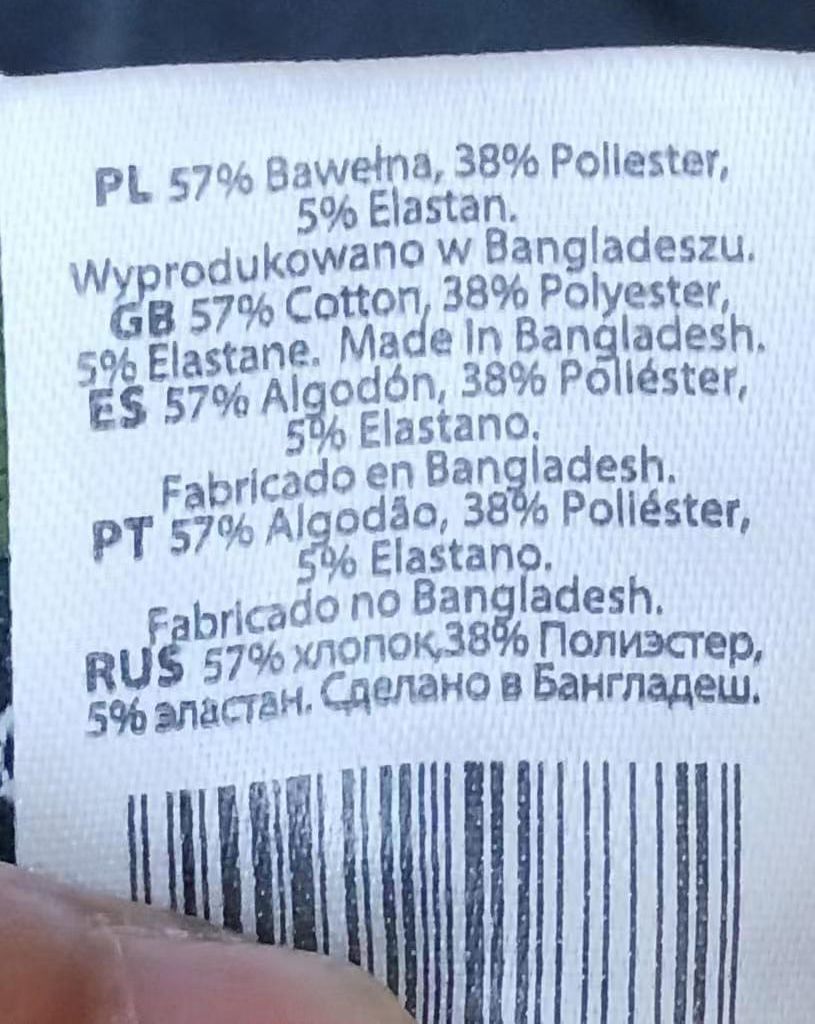 PL 57% Bawełna, 38% Poliester,
5% Elastan.
Wyprodukowano w Bangladeszu.
GB 57% Cotton, 38% Polyester,
5% Elastane. Made in Bangladesh.
ES 57% Algodón, 38% Poliéster,
5% Elastano.
Fabricado en Bangladesh.
PT 57% Algodão, 38% Poliéster,
5% Elastano.
Fabricado no Bangladesh.
RUS 57% хлопок,38% Полиэстер,
5% эластан. Сделано в Бангладеш.